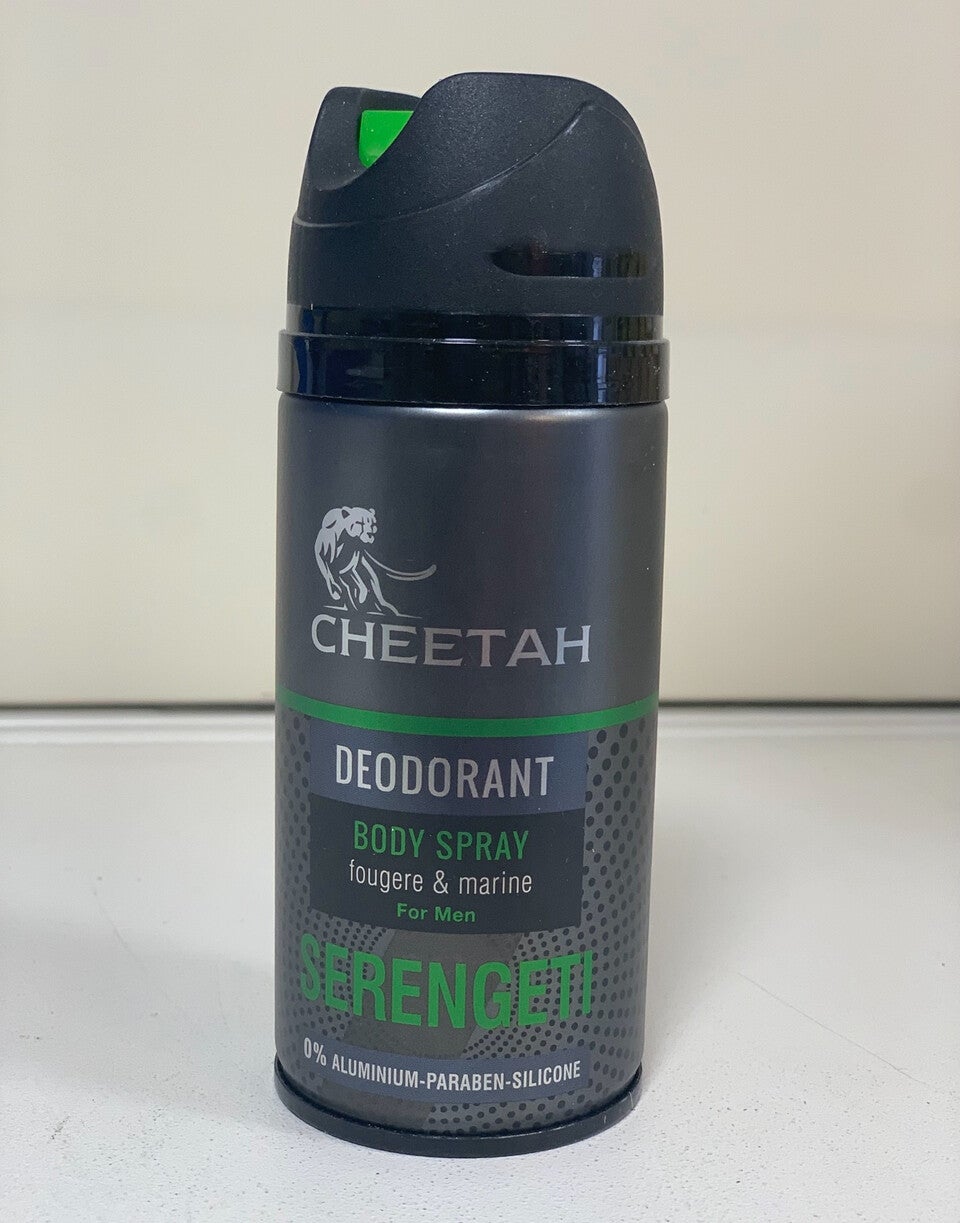 CHEETAH
DEODORANT
BODY SPRAY
fougere & marine
For Men
SERENGETI
0% ALUMINIUM-PARABEN-SILICONE